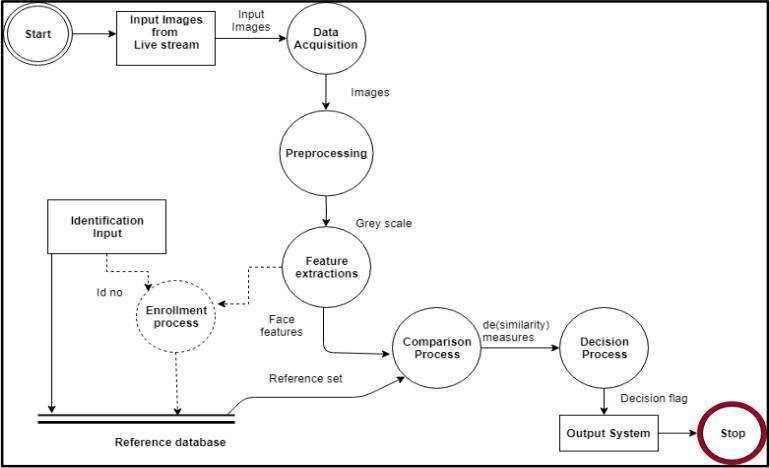 Start
Input Images
from
Live stream
Input
Images
Data
Acquisition
Images
Preprocessing
Grey scale
Identification
Input
Feature
extractions
Id no
Enrollment
process
Face
features
Comparison
Process
de(similarity)
measures
Decision
Process
Reference set
Decision flag
Reference database
Output System
Stop